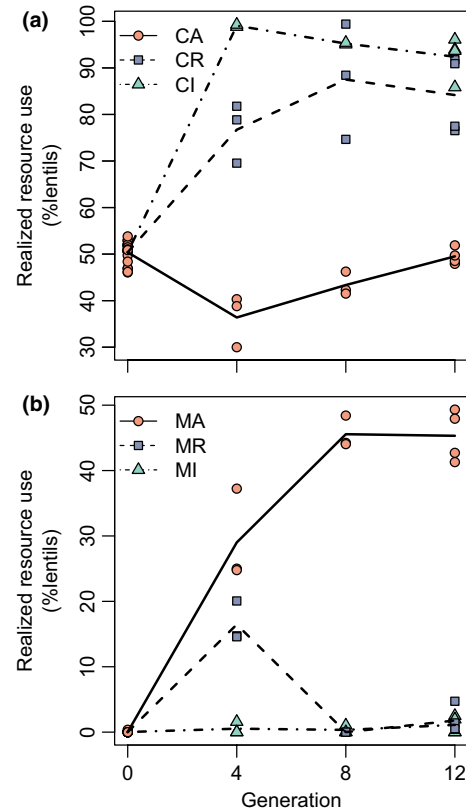 (a)
CA
CR
CI
100
90
80
70
60
50
40
30
Realized resource use
(%lentils)
(b)
MA
MR
MI
50
40
30
20
10
0
Realized resource use
(%lentils)
0 4 8 12
Generation